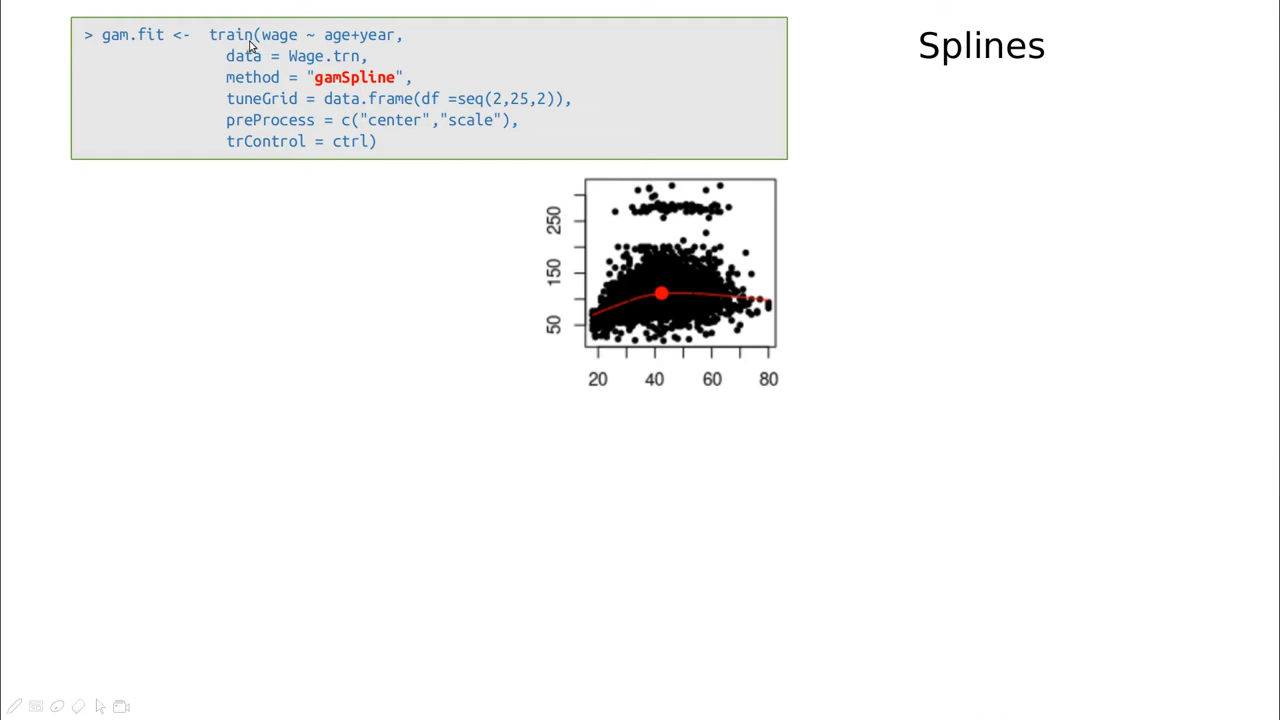 > gam.fit <-  train(wage ~ age+year,
data = Wage.trn,
method = "gamSpline",
tuneGrid = data.frame(df =seq(2,25,2)),
preProcess = c("center","scale"),
trControl = ctrl)
Splines
250
150
50
20 40 60 80